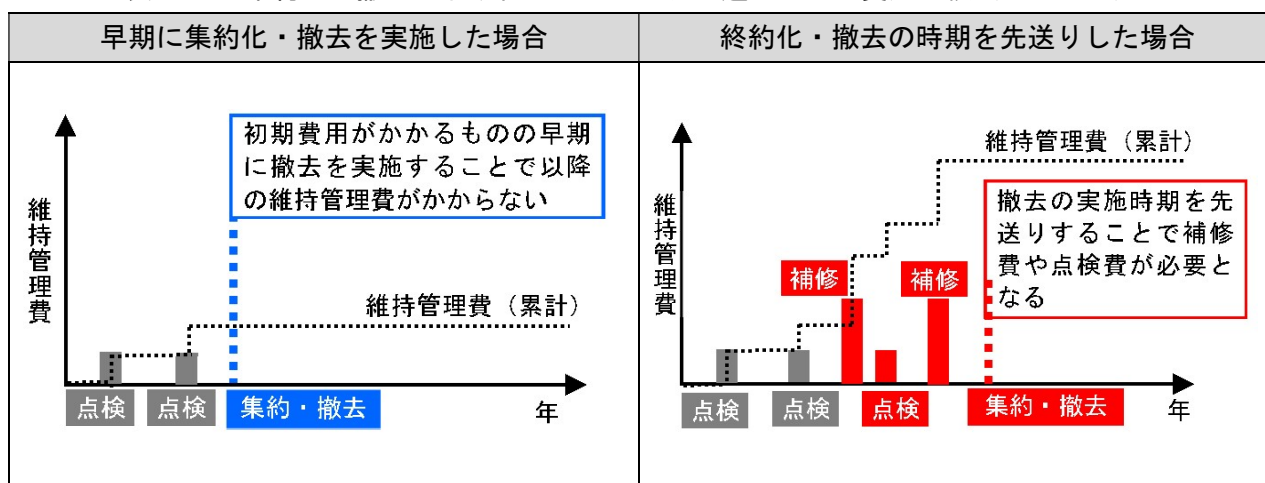 早期に集約化・撤去を実施した場合
終約化・撤去の時期を先送りした場合
初期費用がかかるものの早期
に撤去を実施することで以降
の維持管理費がかからない
維持管理費
維持管理費（累計）
点検
点検
集約・撤去
年
維持管理費（累計）
撤去の実施時期を先
送りすることで補修
費や点検費が必要と
なる
維持管理費
補修
補修
点検
点検
点検
集約・撤去
年